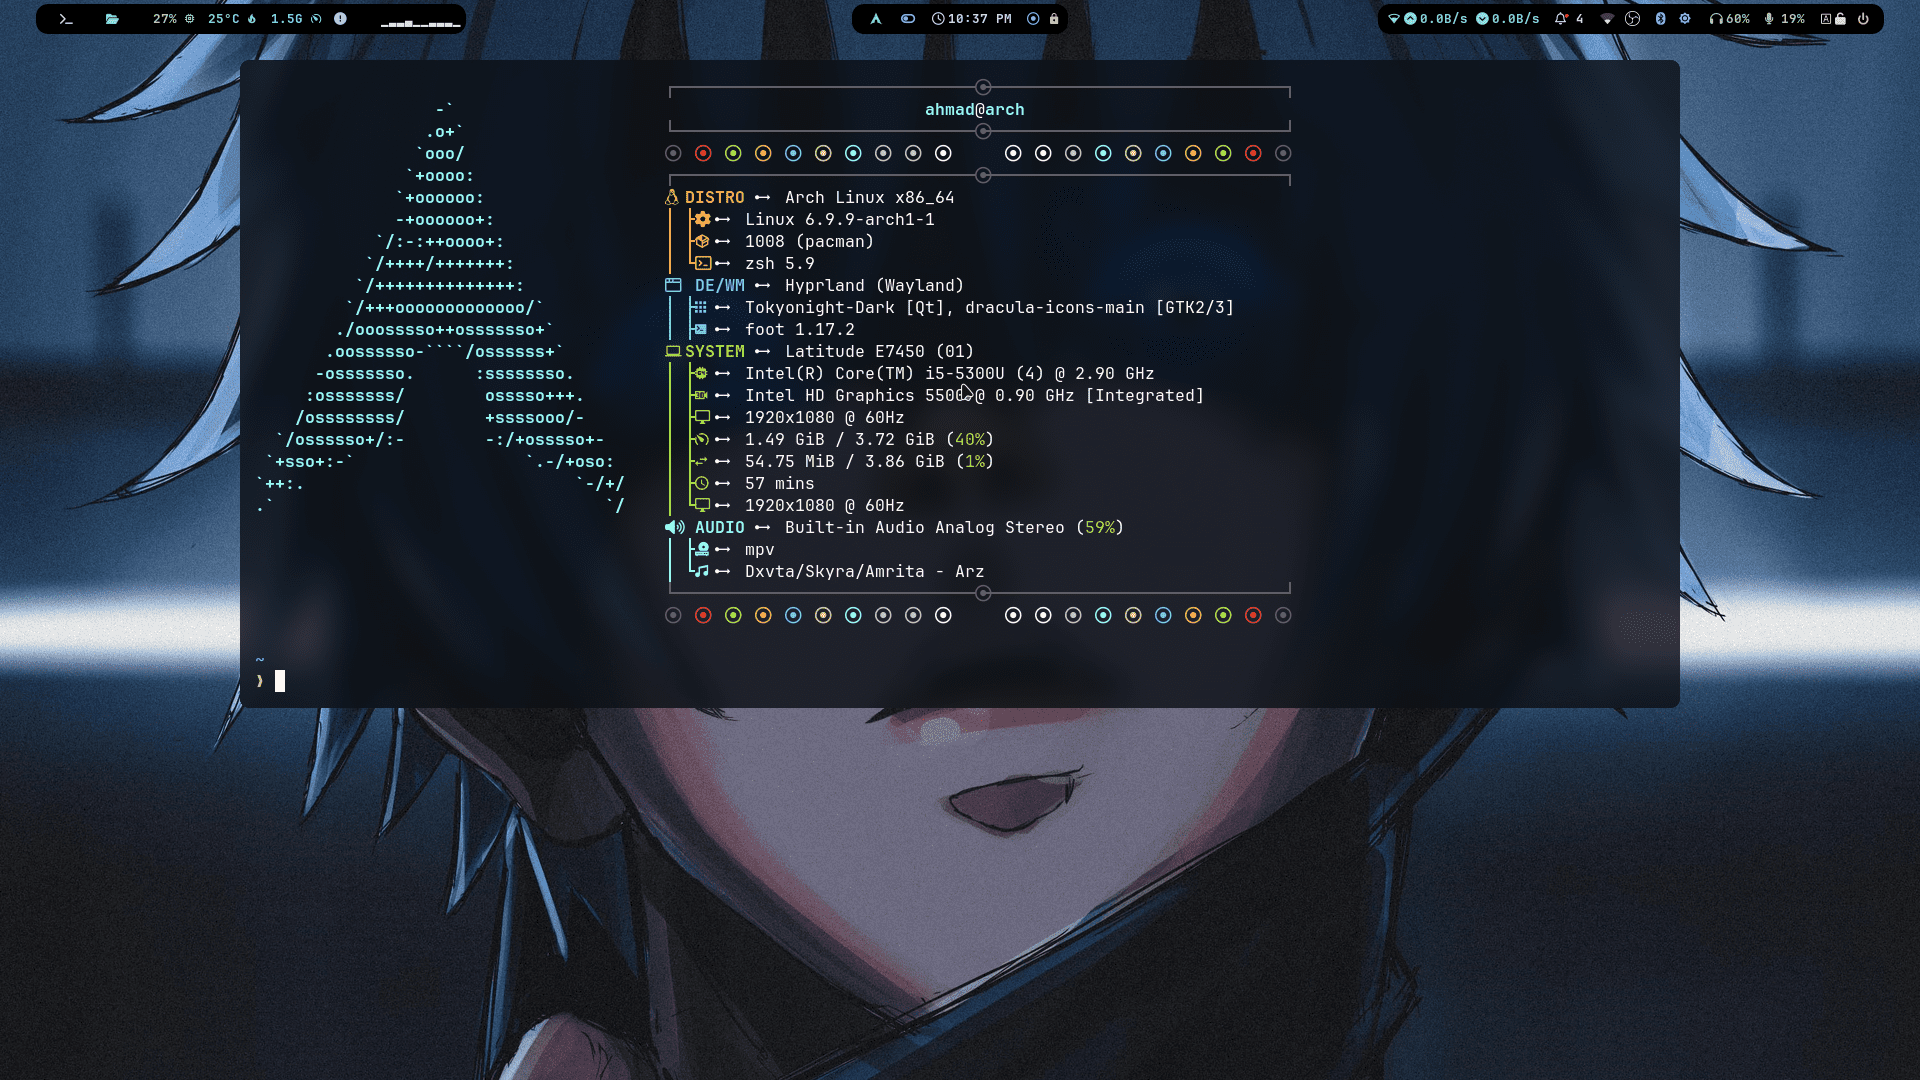 27% 25°C 1.5G
10:37 PM
0.0B/s 0.0B/s 4 60% 19% A
ahmad@arch
DISTRO Arch Linux x86_64
Linux 6.9.9-arch1-1
1008 (pacman)
zsh 5.9
DE/WM Hyprland (Wayland)
Tokyonight-Dark [Qt], dracula-icons-main [GTK2/3]
foot 1.17.2
SYSTEM Latitude E7450 (01)
Intel(R) Core(TM) i5-5300U (4) @ 2.90 GHz
Intel HD Graphics 5500 @ 0.90 GHz [Integrated]
1920x1080 @ 60Hz
1.49 GiB / 3.72 GiB (40%)
54.75 MiB / 3.86 GiB (1%)
57 mins
1920x1080 @ 60Hz
AUDIO Built-in Audio Analog Stereo (59%)
mpv
Dxvta/Skyra/Amrita - Arz
-`
.o+`
`ooo/
`+oooo:
`+oooooo:
-+oooooo+:
`/:-:++oooo+:
`/++++/+++++++:
`/++++++++++++++:
`/+++ooooooooooooo/`
./ooosssso++osssssso+`
.oossssso-````/ossssss+`
-osssssso. :ssssssso.
:osssssss/ osssso+++.
/ossssssss/ +ssssooo/-
`/ossssso+/:- -:/+osssso+-
`+sso+:-` `.-/+oso:
`++:. `-/+/
.` `/
~
❱